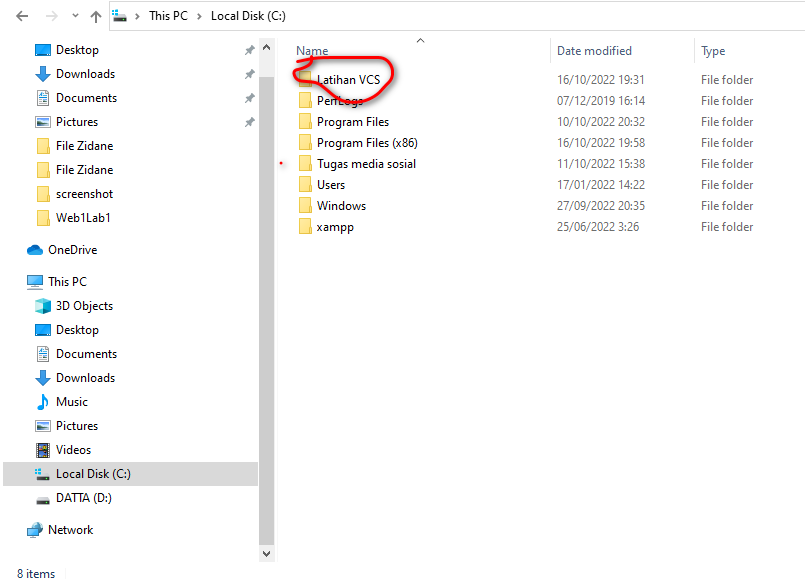 This PC > Local Disk (C:)
Desktop
Downloads
Documents
Pictures
File Zidane
File Zidane
screenshot
Web1Lab1
OneDrive
This PC
3D Objects
Desktop
Documents
Downloads
Music
Pictures
Videos
Local Disk (C:)
DATTA (D:)
Network
8 items
Name Date modified Type
Latihan VCS 16/10/2022 19:31 File folder
PerfLogs 07/12/2019 16:14 File folder
Program Files 10/10/2022 20:32 File folder
Program Files (x86) 16/10/2022 19:58 File folder
Tugas media sosial 11/10/2022 15:38 File folder
Users 17/01/2022 14:22 File folder
Windows 27/09/2022 20:35 File folder
xampp 25/06/2022 3:26 File folder